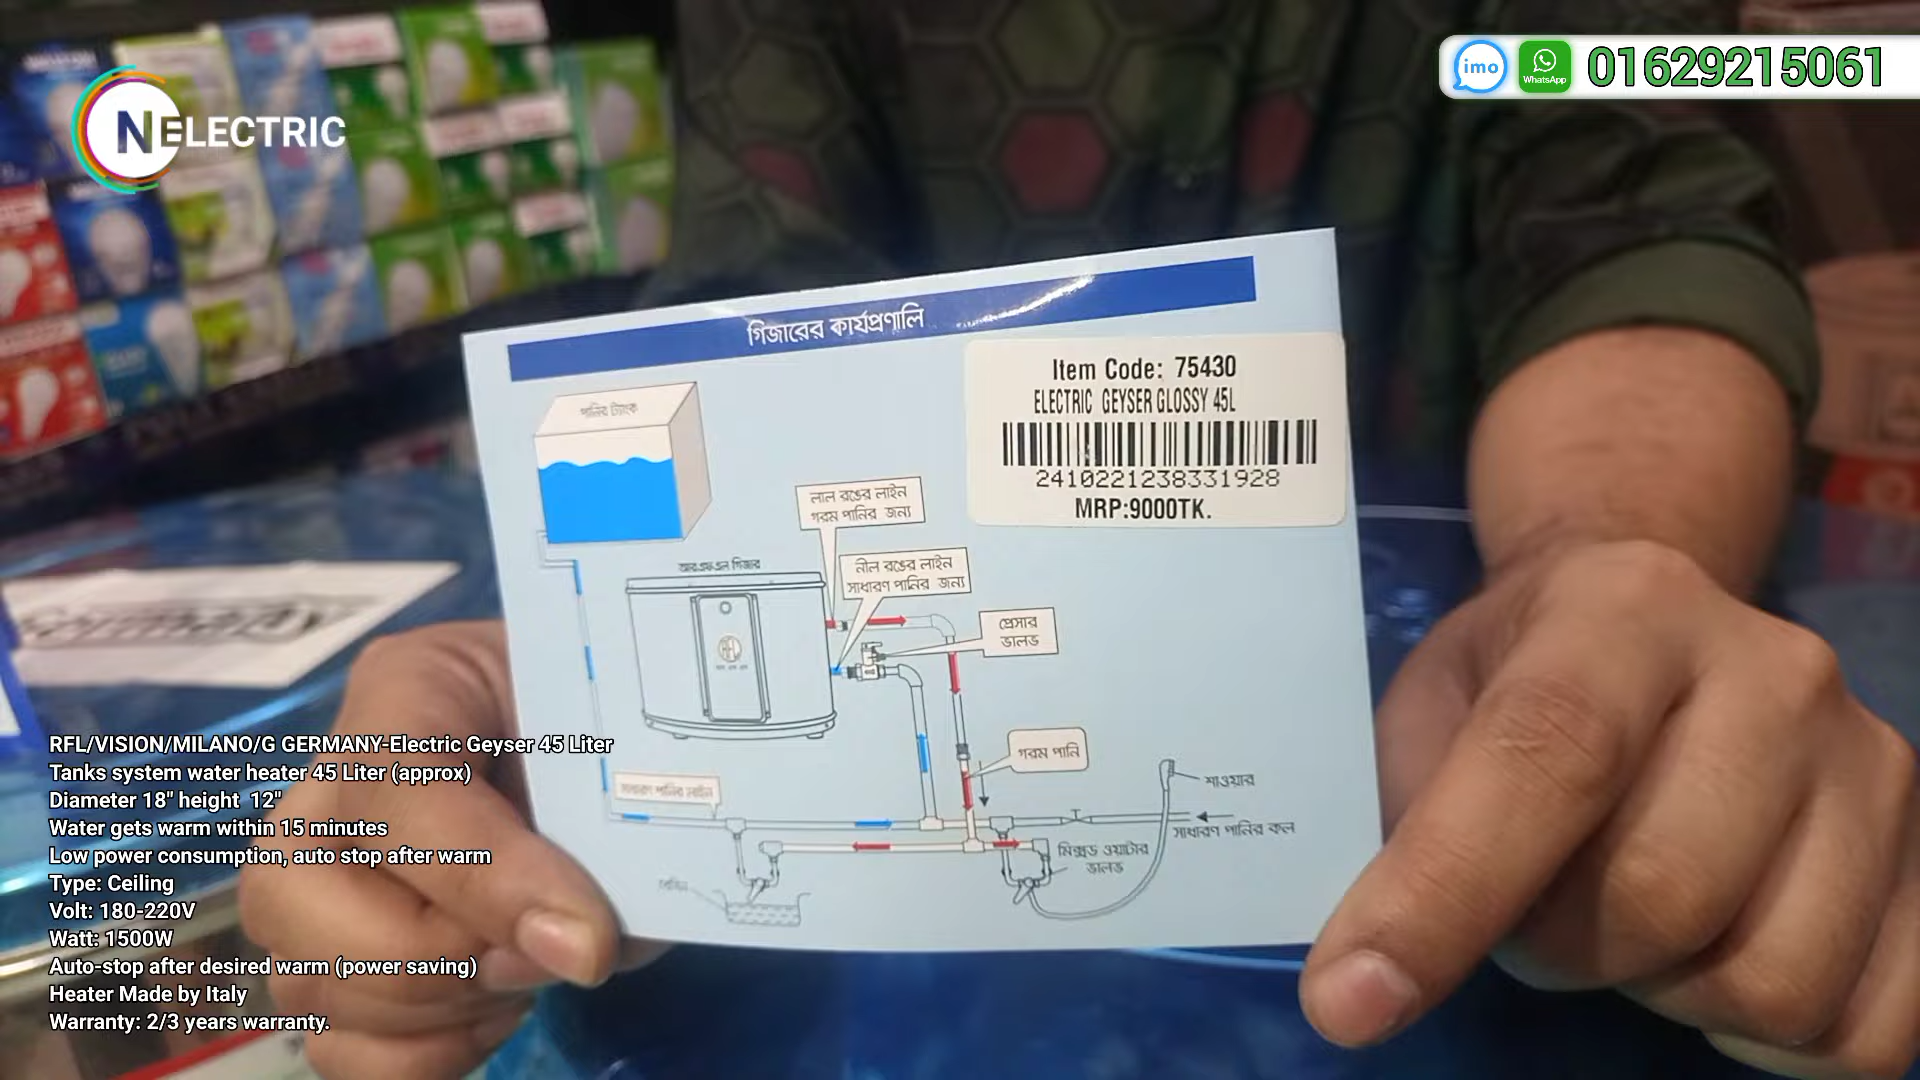 imo
WhatsApp
01629215061
NELECTRIC
গিজারের কার্যপ্রণালি
Item Code: 75430
ELECTRIC GEYSER GLOSSY 45L
2410221238331928
MRP:9000TK.
পানির ট্যাংক
লাল রঙের লাইন
গরম পানির জন্য
নীল রঙের লাইন
সাধারণ পানির জন্য
আরএফএল গিজার
RFL
প্রেসার
ভালভ
গরম পানি
শাওয়ার
সাধারণ পানির লাইন
সাধারণ পানির কল
মিক্সড ওয়াটার
ভালভ
বেসিন
RFL/VISION/MILANO/G GERMANY-Electric Geyser 45 Liter
Tanks system water heater 45 Liter (approx)
Diameter 18" height 12"
Water gets warm within 15 minutes
Low power consumption, auto stop after warm
Type: Ceiling
Volt: 180-220V
Watt: 1500W
Auto-stop after desired warm (power saving)
Heater Made by Italy
Warranty: 2/3 years warranty.